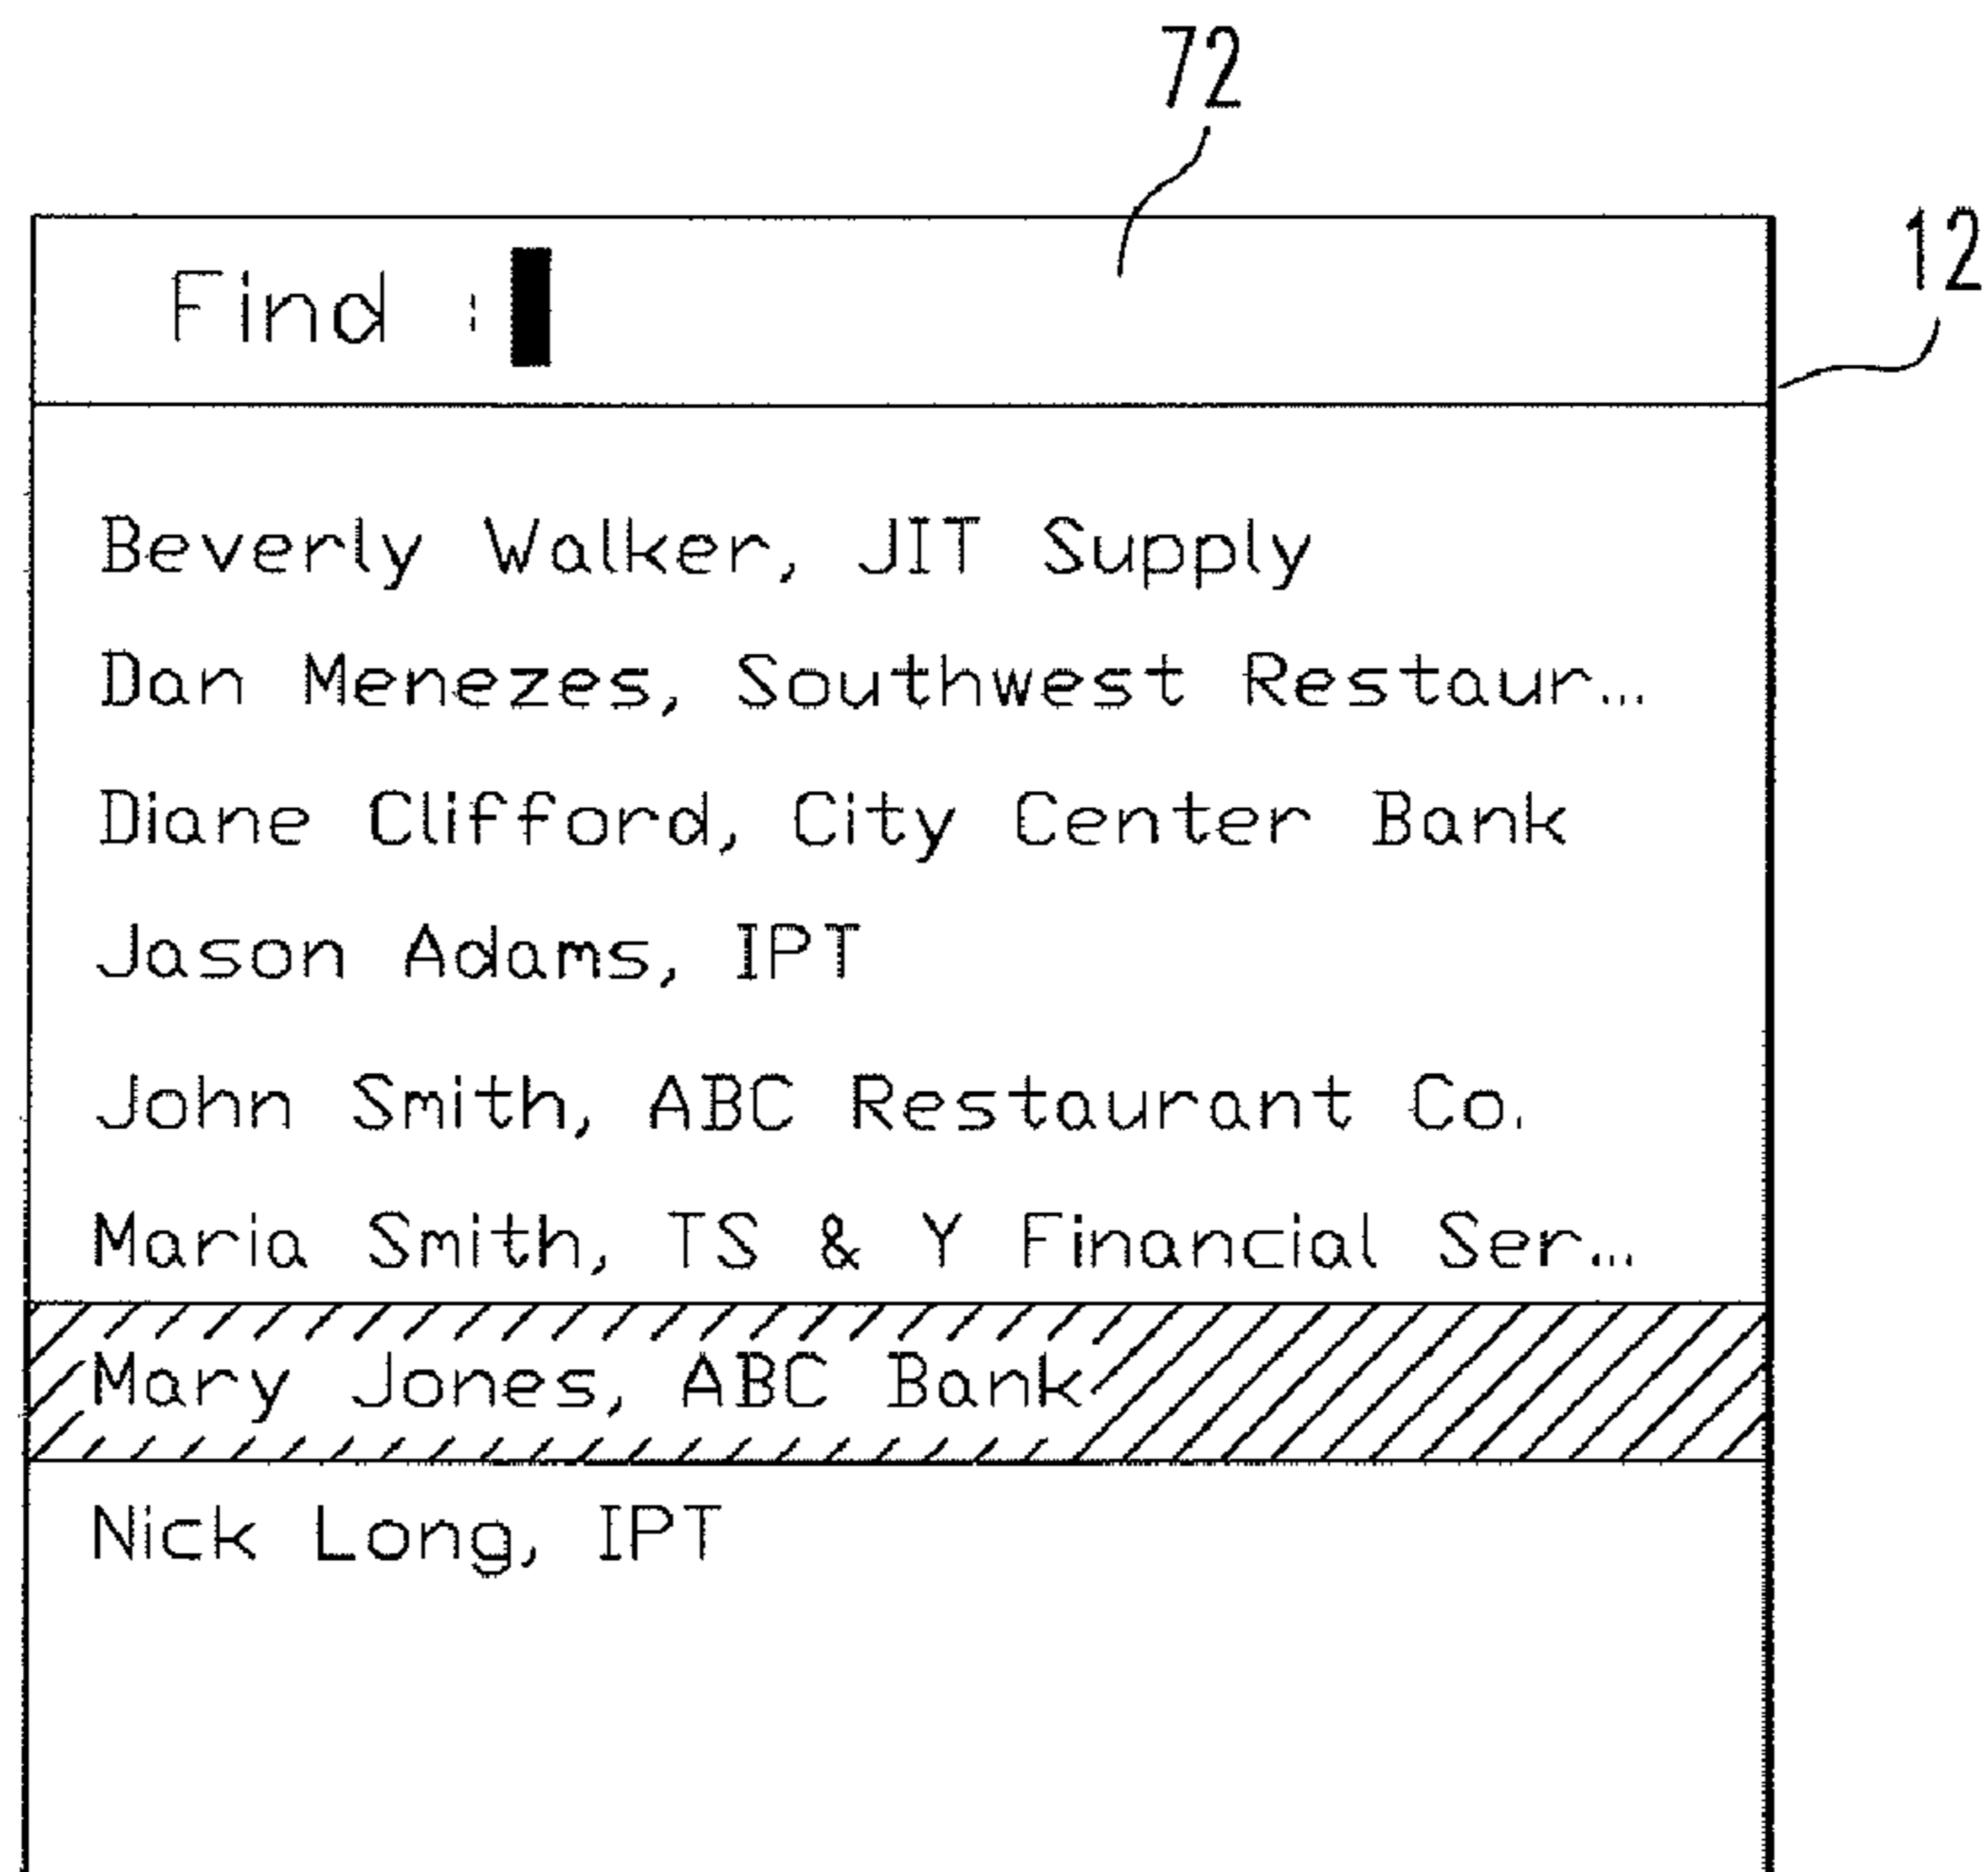 72
12
Find :
Beverly Walker, JIT Supply
Dan Menezes, Southwest Restaur...
Diane Clifford, City Center Bank
Jason Adams, IPT
John Smith, ABC Restaurant Co.
Maria Smith, TS & Y Financial Ser...
Mary Jones, ABC Bank
Nick Long, IPT